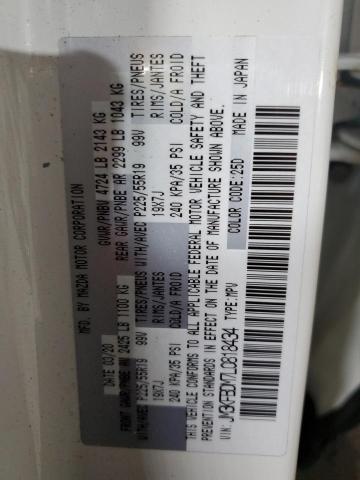 MFD. BY MAZDA MOTOR CORPORATION
DATE 03/20 GVWR/PNBV 4724 LB 2143 KG
FRONT GAWR/PNBE AV 2425 LB 1100 KG REAR GAWR/PNBE AR 2299 LB 1043 KG
WITH/AVEC P225/55R19 99V TIRES/PNEUS WITH/AVEC P225/55R19 99V TIRES/PNEUS
19X7J RIMS/JANTES 19X7J RIMS/JANTES
240 KPA/35 PSI COLD/A FROID 240 KPA/35 PSI COLD/A FROID
THIS VEHICLE CONFORMS TO ALL APPLICABLE FEDERAL MOTOR VEHICLE SAFETY AND THEFT
PREVENTION STANDARDS IN EFFECT ON THE DATE OF MANUFACTURE SHOWN ABOVE.
MADE IN JAPAN
VIN: JM3KFBDM7L0818434 TYPE: MPV COLOR CODE: 25D